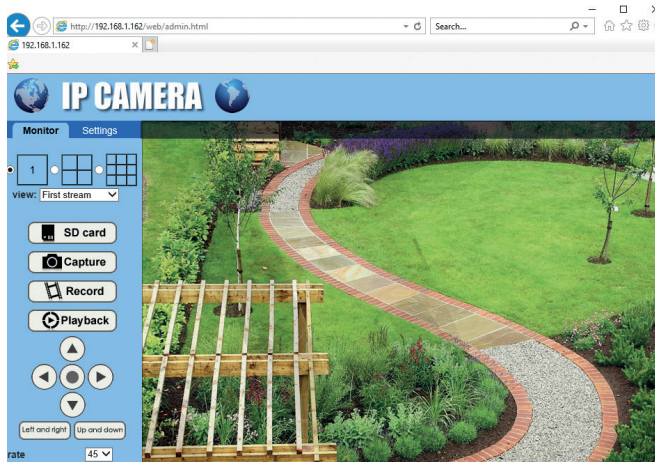 http://192.168.1.162/web/admin.html
Search...
192.168.1.162
IP CAMERA
Monitor
Settings
1
view: First stream
SD card
Capture
Record
Playback
Left and right
Up and down
rate
45